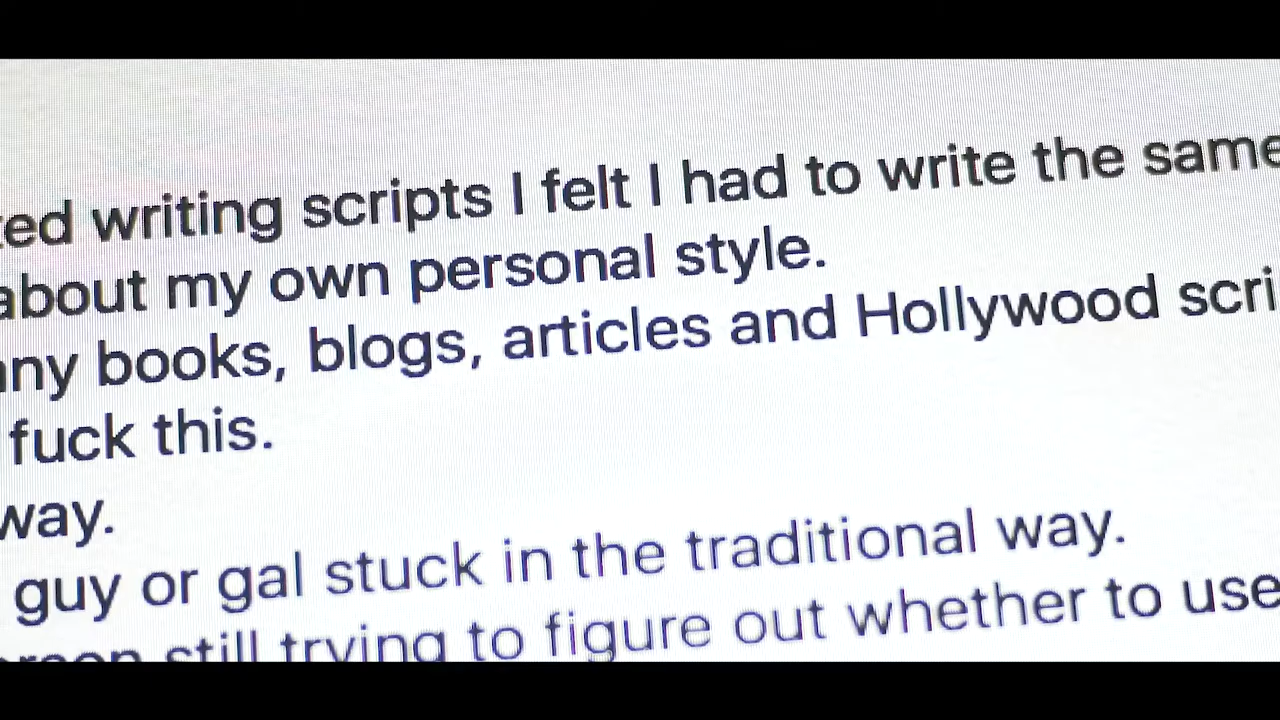 ted writing scripts I felt I had to write the same
about my own personal style.
any books, blogs, articles and Hollywood scri
fuck this.
way.
guy or gal stuck in the traditional way.
still trying to figure out whether to use